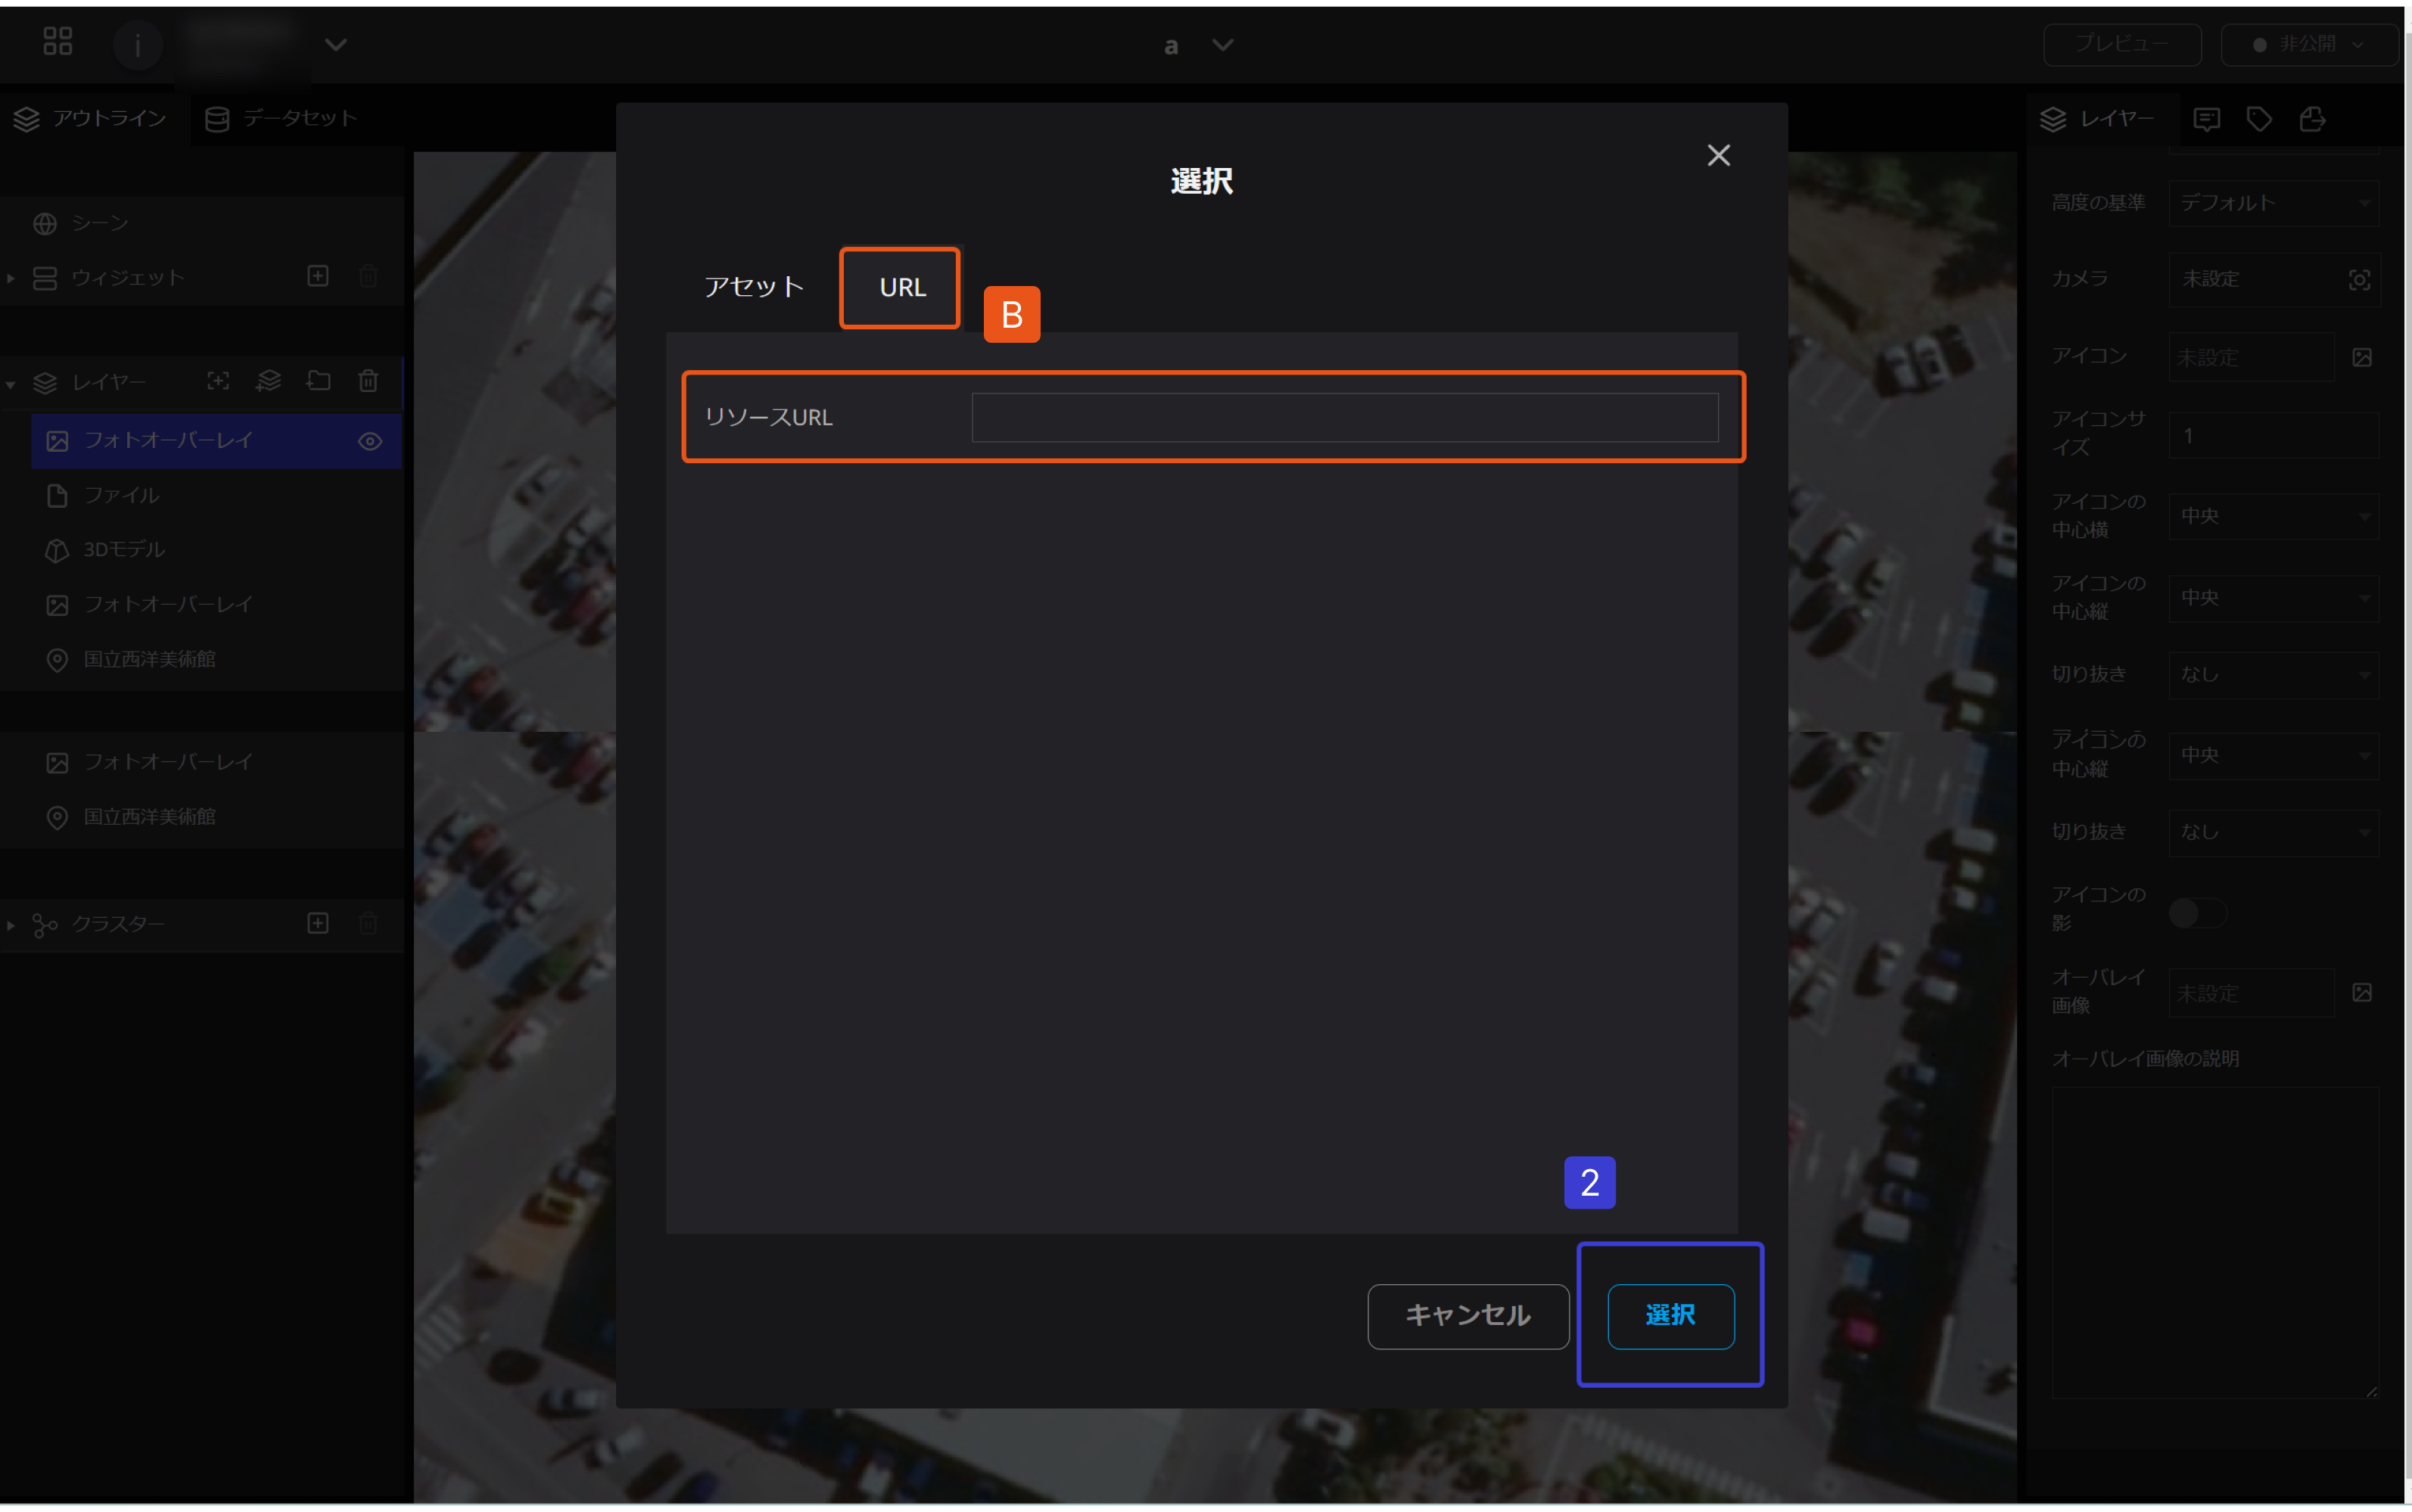 i
a
プレビュー
非公開
アウトライン
データセット
シーン
ウィジェット
レイヤー
フォトオーバーレイ
ファイル
3Dモデル
フォトオーバーレイ
国立西洋美術館
フォトオーバーレイ
国立西洋美術館
クラスター
選択
アセット
URL
B
リソースURL
2
キャンセル
選択
レイヤー
高度の基準
デフォルト
カメラ
未設定
アイコン
未設定
アイコンサ
イズ
1
アイコンの
中心横
中央
アイコンの
中心縦
中央
切り抜き
なし
アイコンの
中心縦
中央
切り抜き
なし
アイコンの
影
オーバレイ
画像
未設定
オーバレイ画像の説明